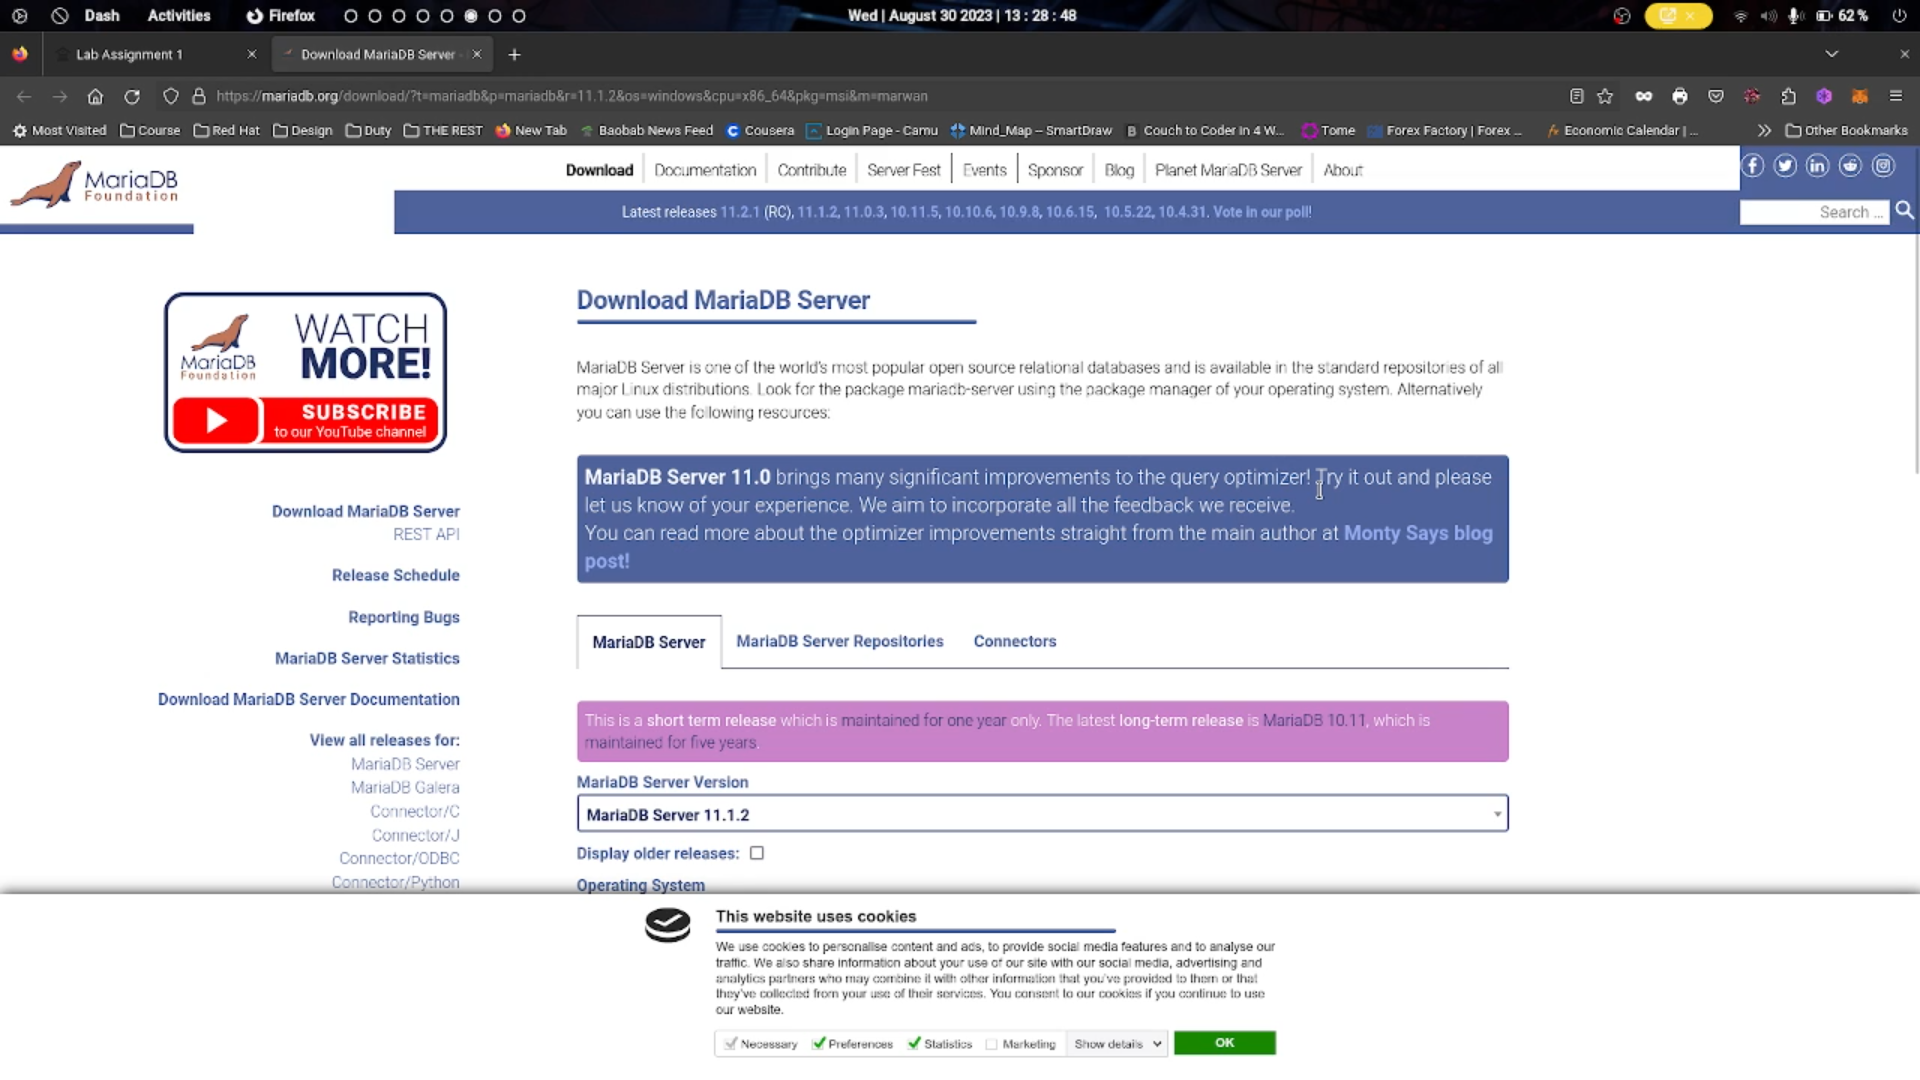 Dash Activities Firefox Wed | August 30 2023 | 13 : 28 : 48 62 %
Lab Assignment 1
Download MariaDB Server -
https://mariadb.org/download/?t=mariadb&p=mariadb&r=11.1.2&os=windows&cpu=x86_64&pkg=msi&m=marwan
Most Visited Course Red Hat Design Duty THE REST New Tab Baobab News Feed Cousera Login Page - Camu Mind_Map – SmartDraw Couch to Coder in 4 W... Tome Forex Factory | Forex ... Economic Calendar | ... Other Bookmarks
MariaDB
Foundation
Download Documentation Contribute Server Fest Events Sponsor Blog Planet MariaDB Server About
Latest releases 11.2.1 (RC), 11.1.2, 11.0.3, 10.11.5, 10.10.6, 10.9.8, 10.6.15, 10.5.22, 10.4.31. Vote in our poll!
Search ...
MariaDB
Foundation
WATCH
MORE!
SUBSCRIBE
to our YouTube channel
Download MariaDB Server
REST API
Release Schedule
Reporting Bugs
MariaDB Server Statistics
Download MariaDB Server Documentation
View all releases for:
MariaDB Server
MariaDB Galera
Connector/C
Connector/J
Connector/ODBC
Connector/Python
Download MariaDB Server
MariaDB Server is one of the world's most popular open source relational databases and is available in the standard repositories of all
major Linux distributions. Look for the package mariadb-server using the package manager of your operating system. Alternatively
you can use the following resources:
MariaDB Server 11.0 brings many significant improvements to the query optimizer! Try it out and please
let us know of your experience. We aim to incorporate all the feedback we receive.
You can read more about the optimizer improvements straight from the main author at Monty Says blog
post!
MariaDB Server MariaDB Server Repositories Connectors
This is a short term release which is maintained for one year only. The latest long-term release is MariaDB 10.11, which is
maintained for five years.
MariaDB Server Version
MariaDB Server 11.1.2
Display older releases:
Operating System
This website uses cookies
We use cookies to personalise content and ads, to provide social media features and to analyse our
traffic. We also share information about your use of our site with our social media, advertising and
analytics partners who may combine it with other information that you've provided to them or that
they've collected from your use of their services. You consent to our cookies if you continue to use
our website.
Necessary Preferences Statistics Marketing Show details OK